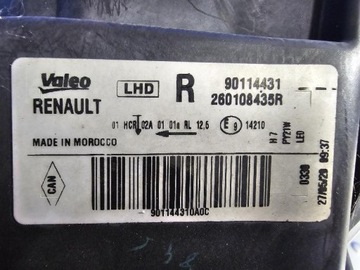 Valeo LHD R 90114431
RENAULT 260108435R
01 HCR 02A 01 01a RL 12,6 E 9 14210
MADE IN MOROCCO
H7
PY21W
LED
CAN
0330
27/05/20 09:37
901144310A0C